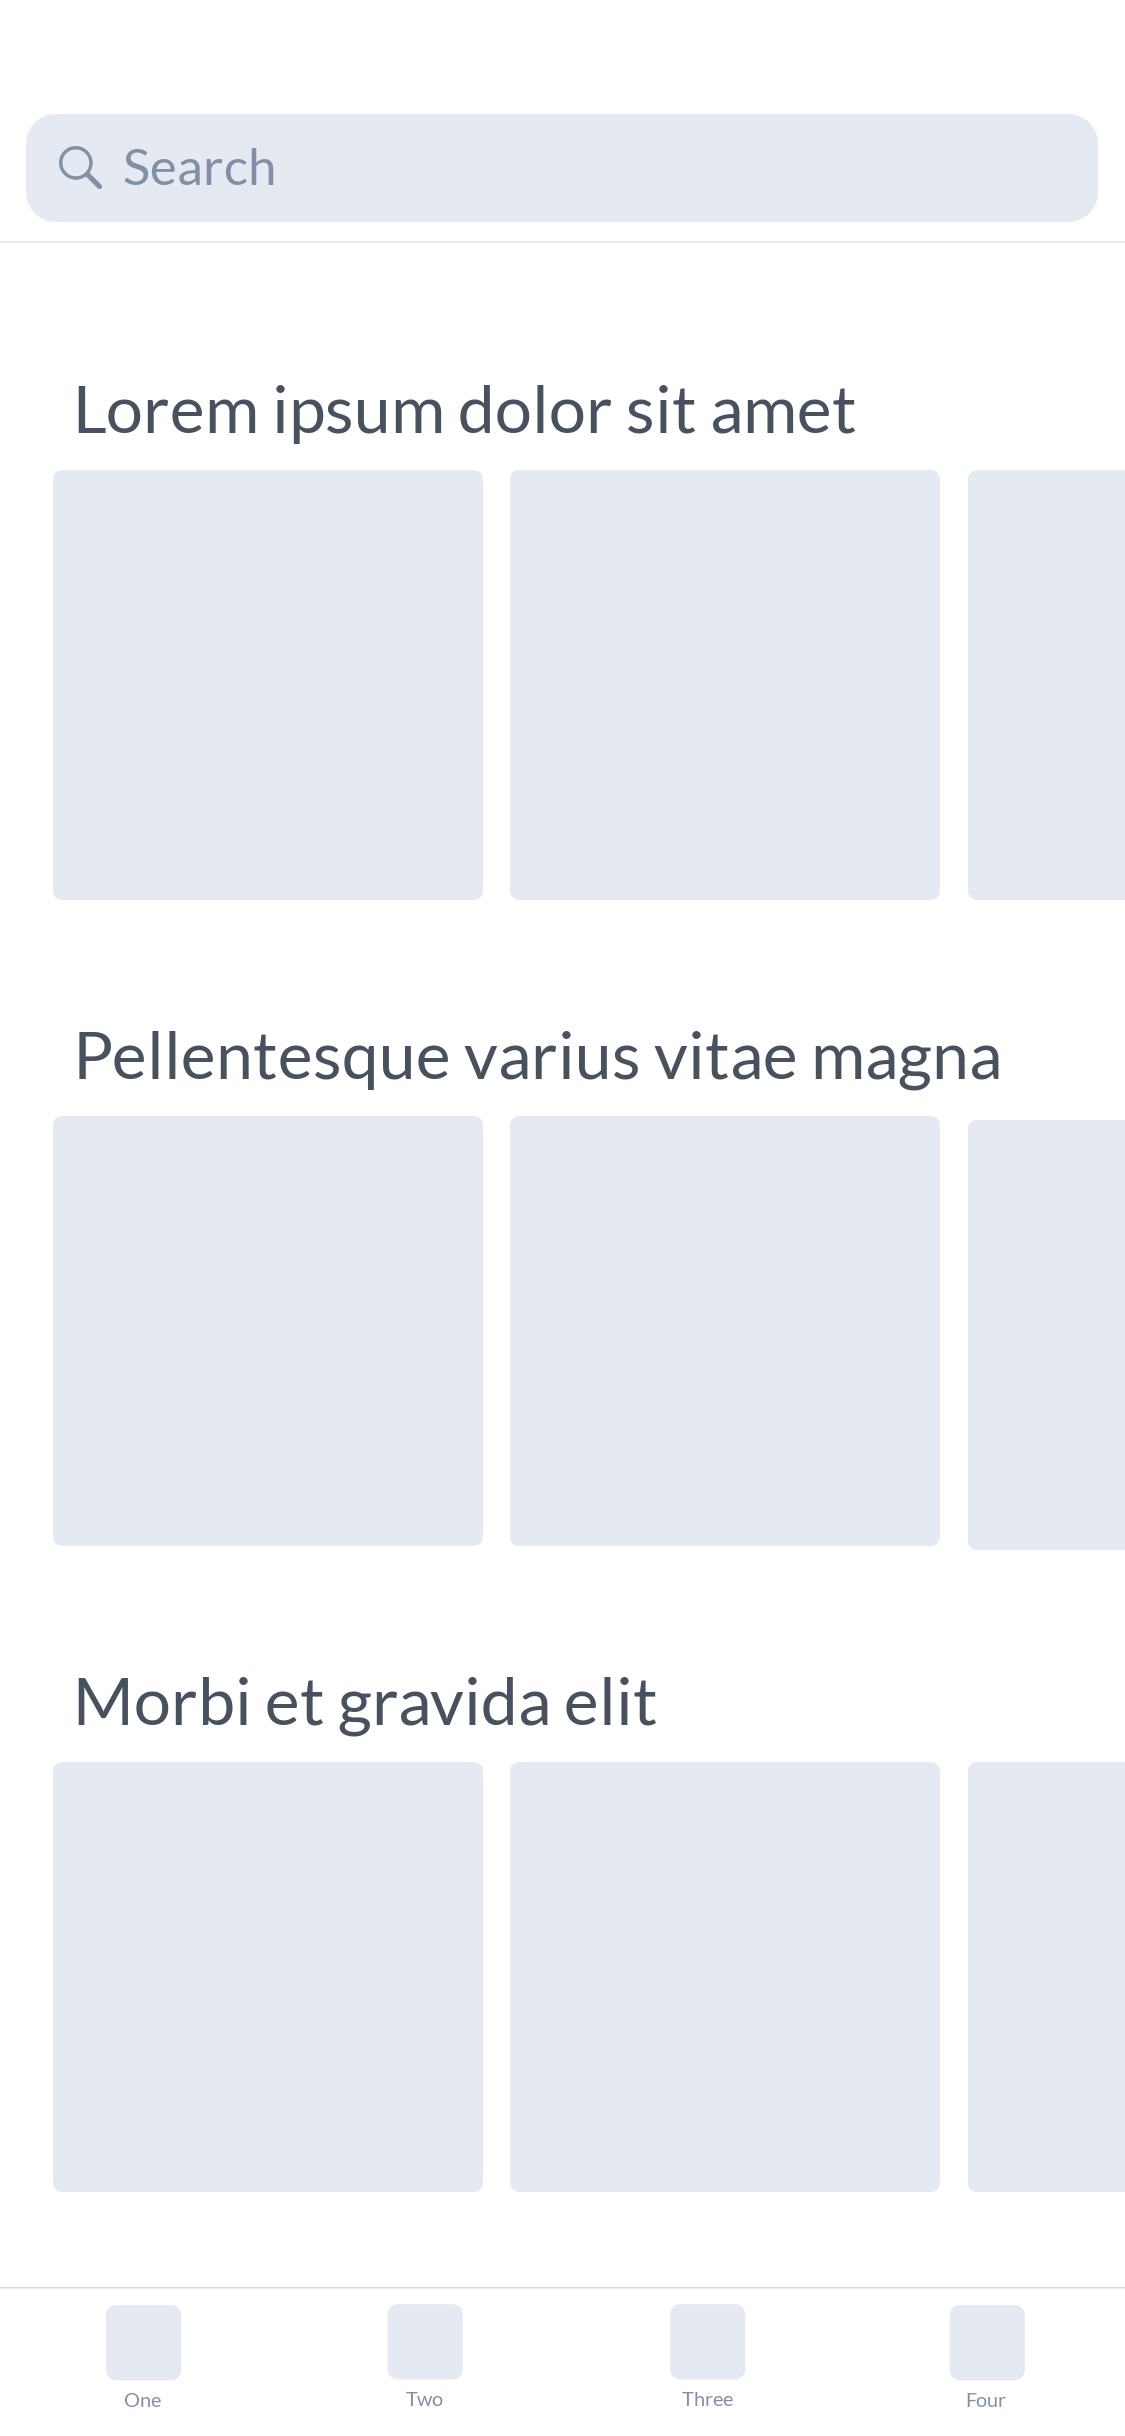 Search
Lorem ipsum dolor sit amet
Pellentesque varius vitae magna
Morbi et gravida elit
One
Two
Three
Four